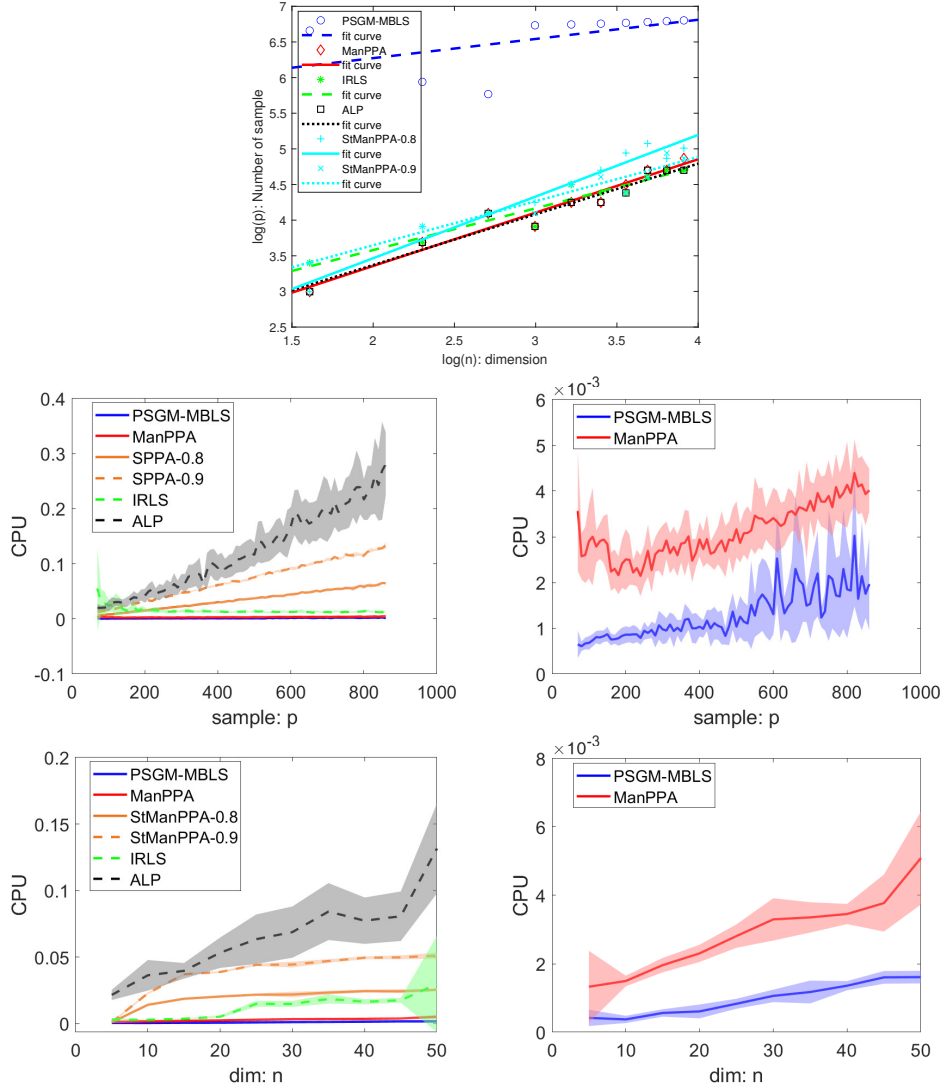 log(p): Number of sample
7
6.5
6
5.5
5
4.5
4
3.5
3
2.5
1.5
2
2.5
3
3.5
4
log(n): dimension
PSGM-MBLS
fit curve
ManPPA
fit curve
IRLS
fit curve
ALP
fit curve
StManPPA-0.8
fit curve
StManPPA-0.9
fit curve
CPU
0.4
0.3
0.2
0.1
0
-0.1
0
200
400
600
800
1000
sample: p
PSGM-MBLS
ManPPA
SPPA-0.8
SPPA-0.9
IRLS
ALP
×10⁻³
CPU
6
5
4
3
2
1
0
0
200
400
600
800
1000
sample: p
PSGM-MBLS
ManPPA
CPU
0.2
0.15
0.1
0.05
0
10
20
30
40
50
dim: n
PSGM-MBLS
ManPPA
StManPPA-0.8
StManPPA-0.9
IRLS
ALP
×10⁻³
CPU
8
6
4
2
0
0
10
20
30
40
50
dim: n
PSGM-MBLS
ManPPA